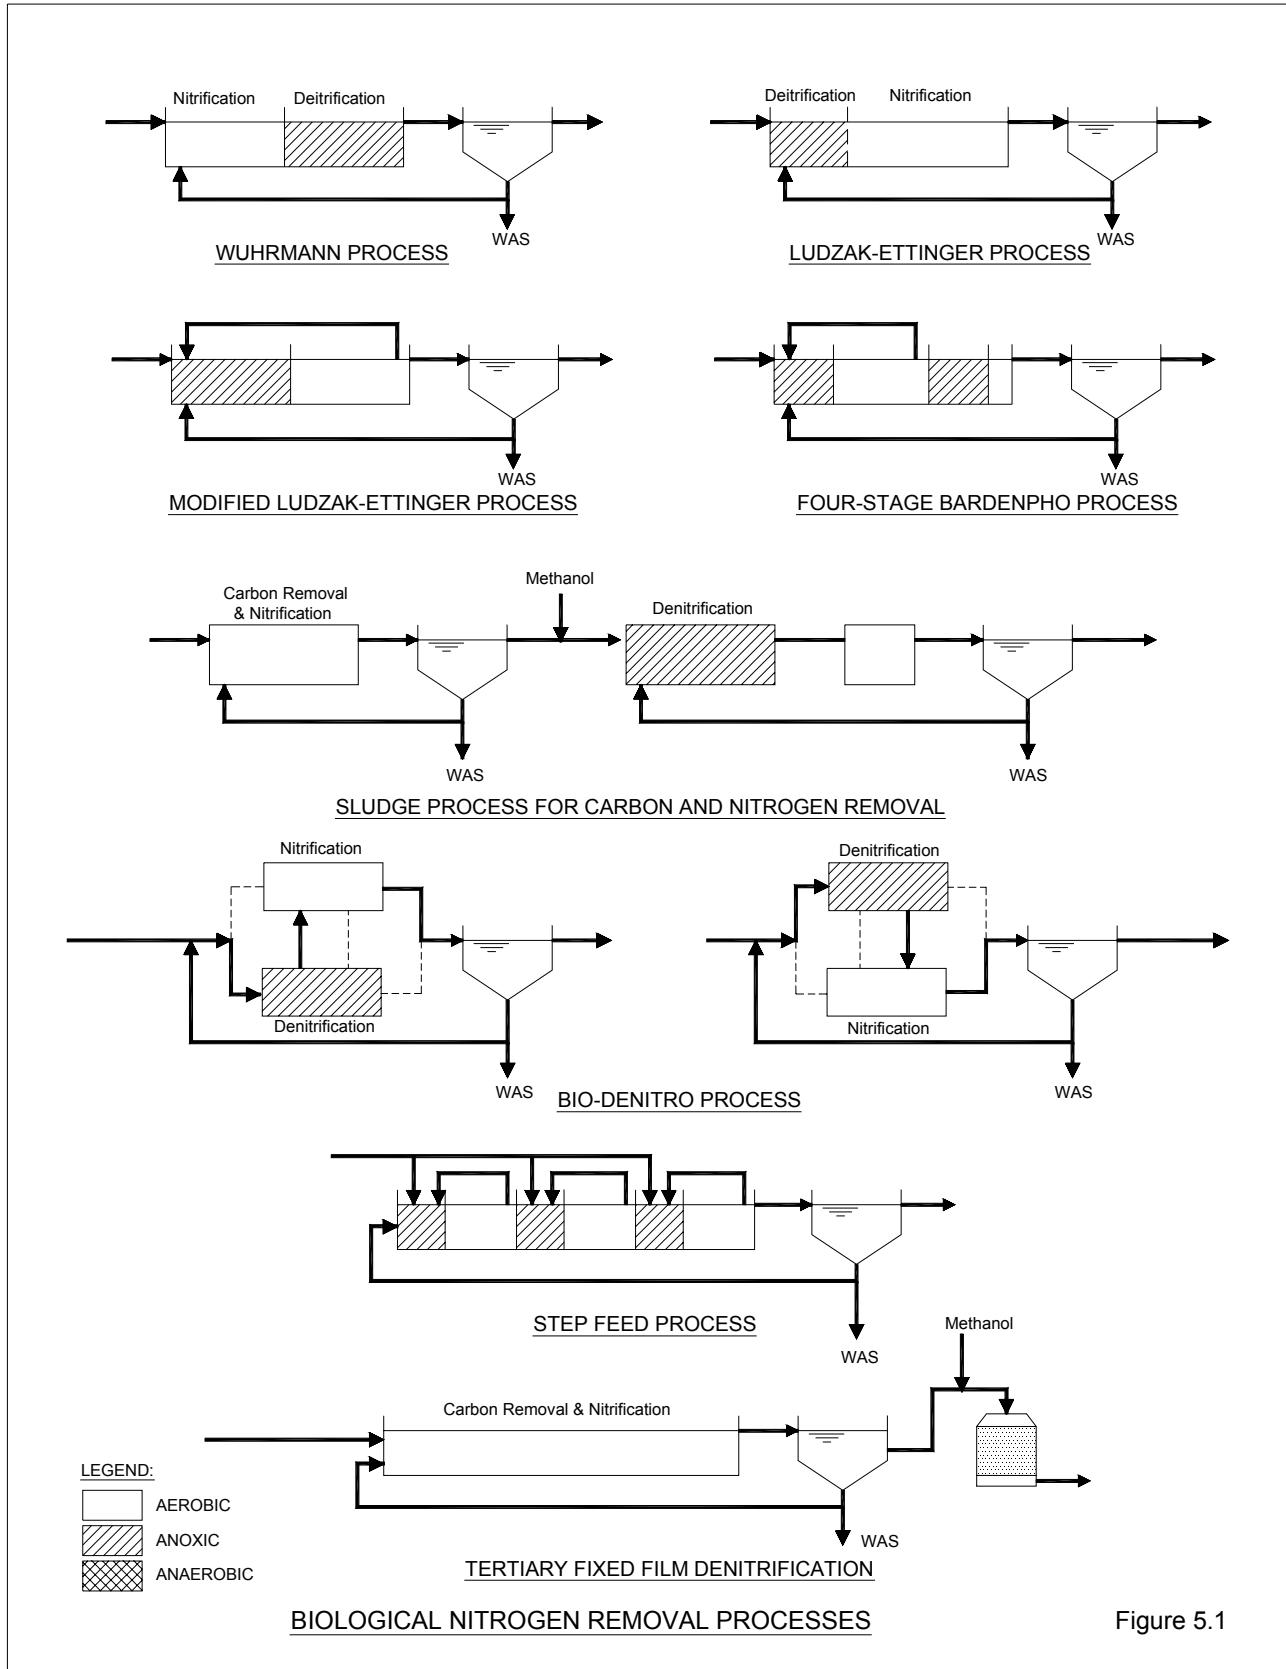 Nitrification
Deitrification
WAS
WUHRMANN PROCESS
Deitrification
Nitrification
WAS
LUDZAK-ETTINGER PROCESS
WAS
MODIFIED LUDZAK-ETTINGER PROCESS
WAS
FOUR-STAGE BARDENPHO PROCESS
Carbon Removal
& Nitrification
Methanol
Denitrification
WAS
WAS
SLUDGE PROCESS FOR CARBON AND NITROGEN REMOVAL
Nitrification
Denitrification
WAS
Denitrification
Nitrification
WAS
BIO-DENITRO PROCESS
STEP FEED PROCESS
WAS
Methanol
Carbon Removal & Nitrification
WAS
TERTIARY FIXED FILM DENITRIFICATION
LEGEND:
AEROBIC
ANOXIC
ANAEROBIC
BIOLOGICAL NITROGEN REMOVAL PROCESSES
Figure 5.1